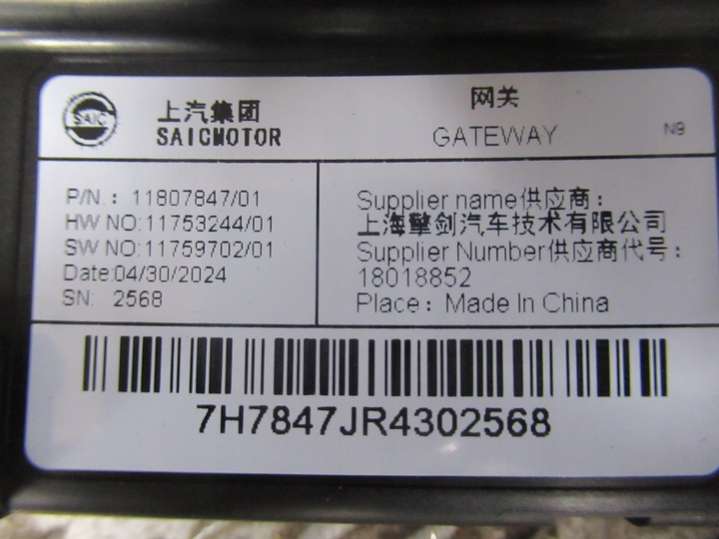 SAIC
上汽集团
SAICMOTOR
网关
GATEWAY
N9
P/N.: 11807847/01
HW NO:11753244/01
SW NO:11759702/01
Date:04/30/2024
SN: 2568
Supplier name供应商：
上海擎剑汽车技术有限公司
Supplier Number供应商代号：
18018852
Place：Made In China
7H7847JR4302568